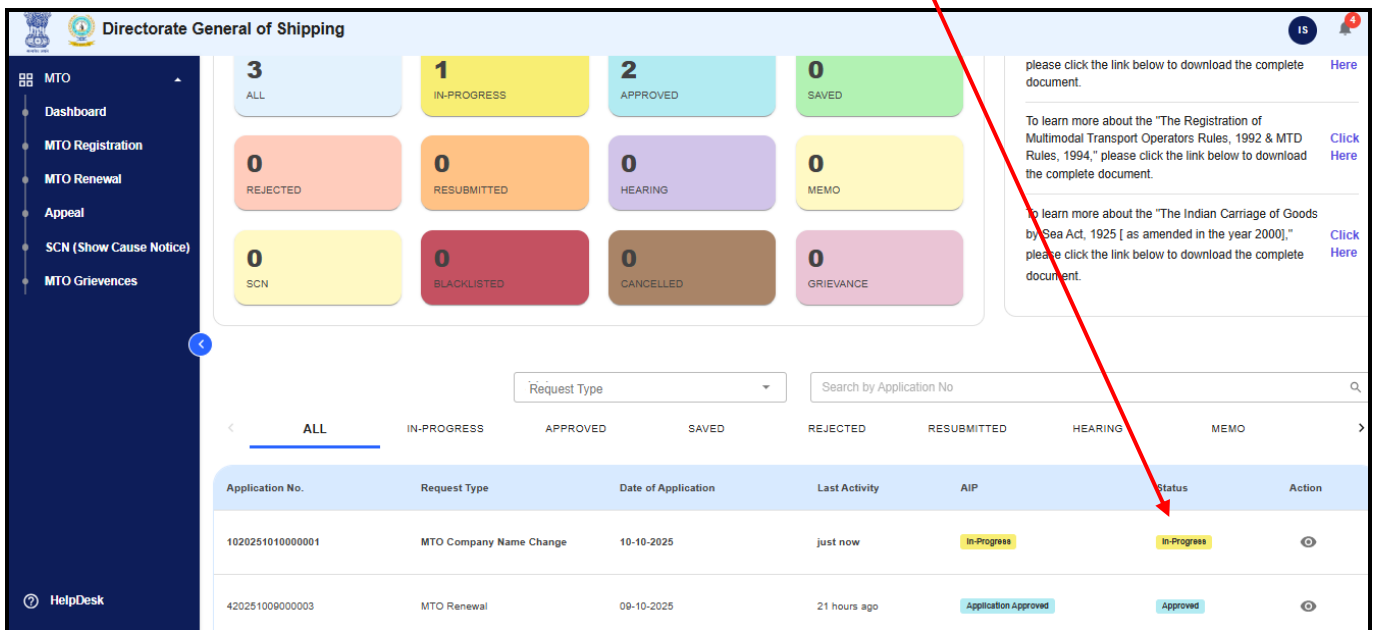 Directorate General of Shipping
IS
4
MTO
Dashboard
MTO Registration
MTO Renewal
Appeal
SCN (Show Cause Notice)
MTO Grievences
HelpDesk
3
ALL
1
IN-PROGRESS
2
APPROVED
0
SAVED
0
REJECTED
0
RESUBMITTED
0
HEARING
0
MEMO
0
SCN
0
BLACKLISTED
0
CANCELLED
0
GRIEVANCE
please click the link below to download the complete
document.
Here
To learn more about the "The Registration of
Multimodal Transport Operators Rules, 1992 & MTD
Rules, 1994," please click the link below to download
the complete document.
Click
Here
To learn more about the "The Indian Carriage of Goods
by Sea Act, 1925 [ as amended in the year 2000],"
please click the link below to download the complete
document.
Click
Here
Request Type
Search by Application No
ALL IN-PROGRESS APPROVED SAVED REJECTED RESUBMITTED HEARING MEMO
Application No. Request Type Date of Application Last Activity AIP Status Action
1020251010000001 MTO Company Name Change 10-10-2025 just now In-Progress In-Progress
420251009000003 MTO Renewal 09-10-2025 21 hours ago Application Approved Approved